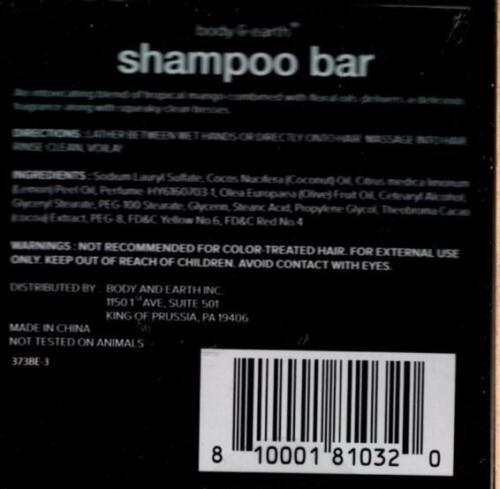 body & earth™
shampoo bar
An intoxicating blend of tropical mango combined with floral oils delivers a delicious
fragrance along with squeaky clean tresses.
DIRECTIONS : LATHER BETWEEN WET HANDS OR DIRECTLY ONTO HAIR. MASSAGE INTO HAIR.
RINSE CLEAN, VOILA!
INGREDIENTS : Sodium Lauryl Sulfate, Cocos Nucifera (Coconut) Oil, Citrus medica limonum
(Lemon) Peel Oil, Perfume-HY6160703-1, Olea Europaea (Olive) Fruit Oil, Cetearyl Alcohol,
Glyceryl Stearate, PEG-100 Stearate, Glycerin, Stearic Acid, Propylene Glycol, Theobroma Cacao
(cocoa) Extract, PEG-8, FD&C Yellow No 6, FD&C Red No 4
WARNINGS : NOT RECOMMENDED FOR COLOR-TREATED HAIR. FOR EXTERNAL USE
ONLY. KEEP OUT OF REACH OF CHILDREN. AVOID CONTACT WITH EYES.
DISTRIBUTED BY : BODY AND EARTH INC.
1150 1ST AVE, SUITE 501
KING OF PRUSSIA, PA 19406
MADE IN CHINA
NOT TESTED ON ANIMALS
373BE-3
8 10001 81032 0